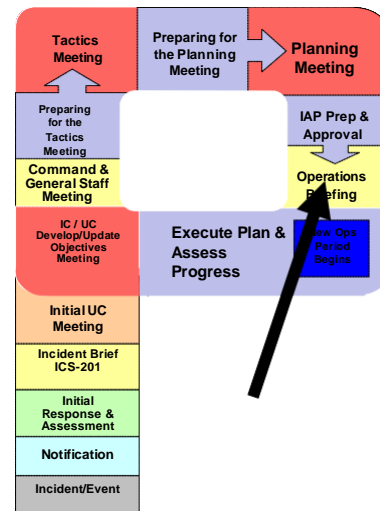 Tactics
Meeting
Preparing for
the Planning
Meeting
Planning
Meeting
Preparing
for the
Tactics
Meeting
IAP Prep &
Approval
Command &
General Staff
Meeting
Operations
Briefing
IC / UC
Develop/Update
Objectives
Meeting
Execute Plan &
Assess
Progress
New Ops
Period
Begins
Initial UC
Meeting
Incident Brief
ICS-201
Initial
Response &
Assessment
Notification
Incident/Event